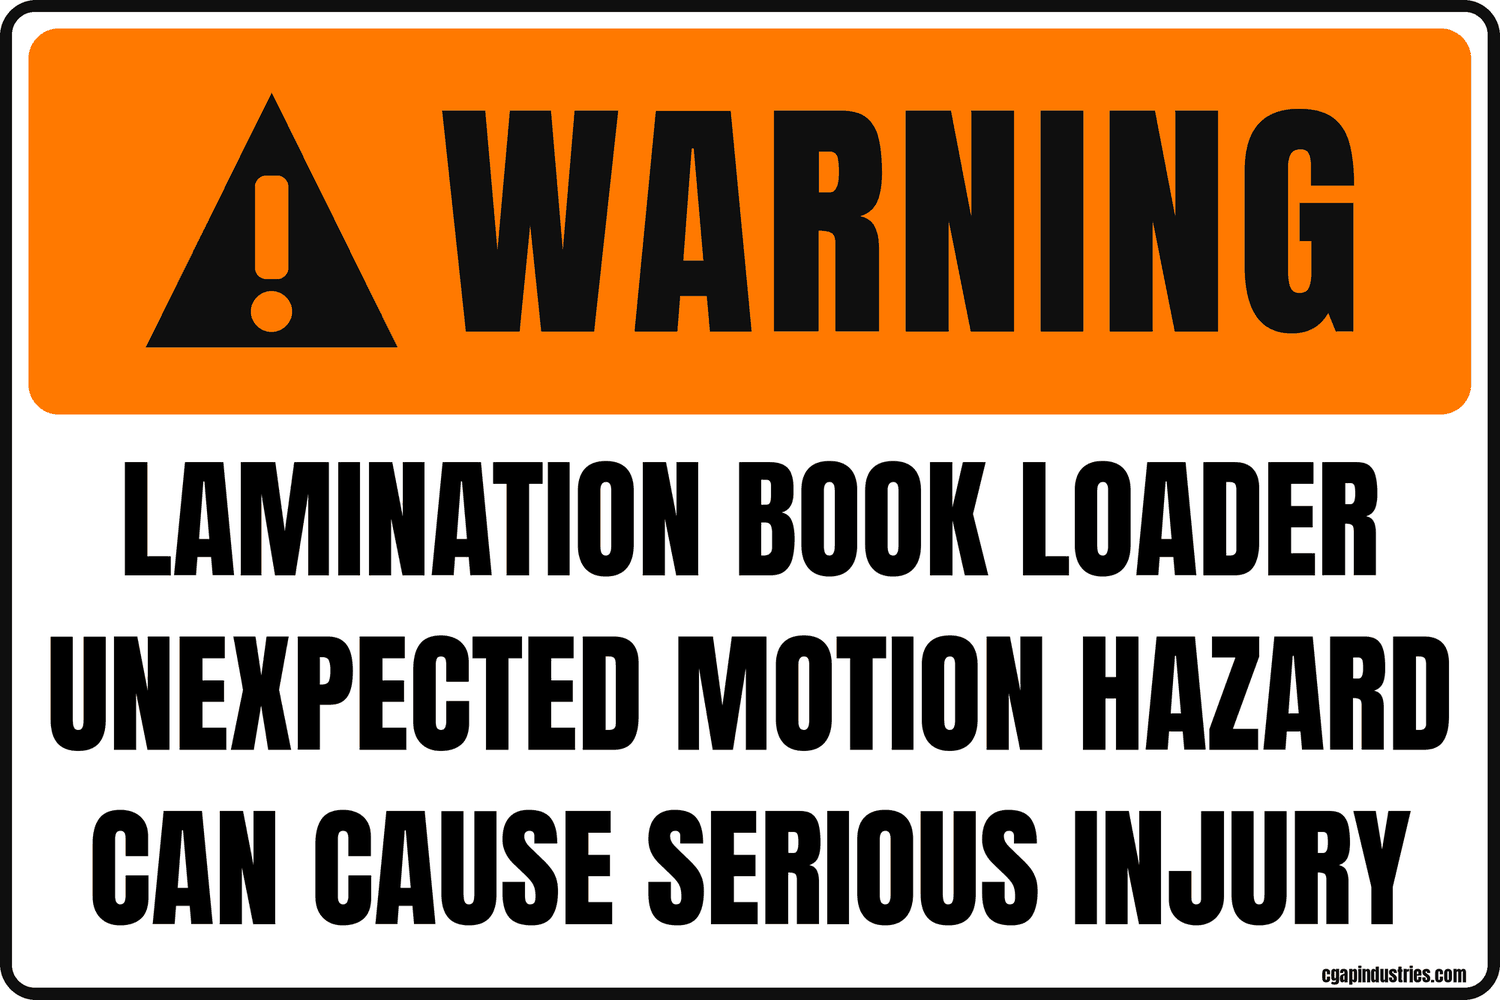 WARNING
LAMINATION BOOK LOADER
UNEXPECTED MOTION HAZARD
CAN CAUSE SERIOUS INJURY
cgapindustries.com